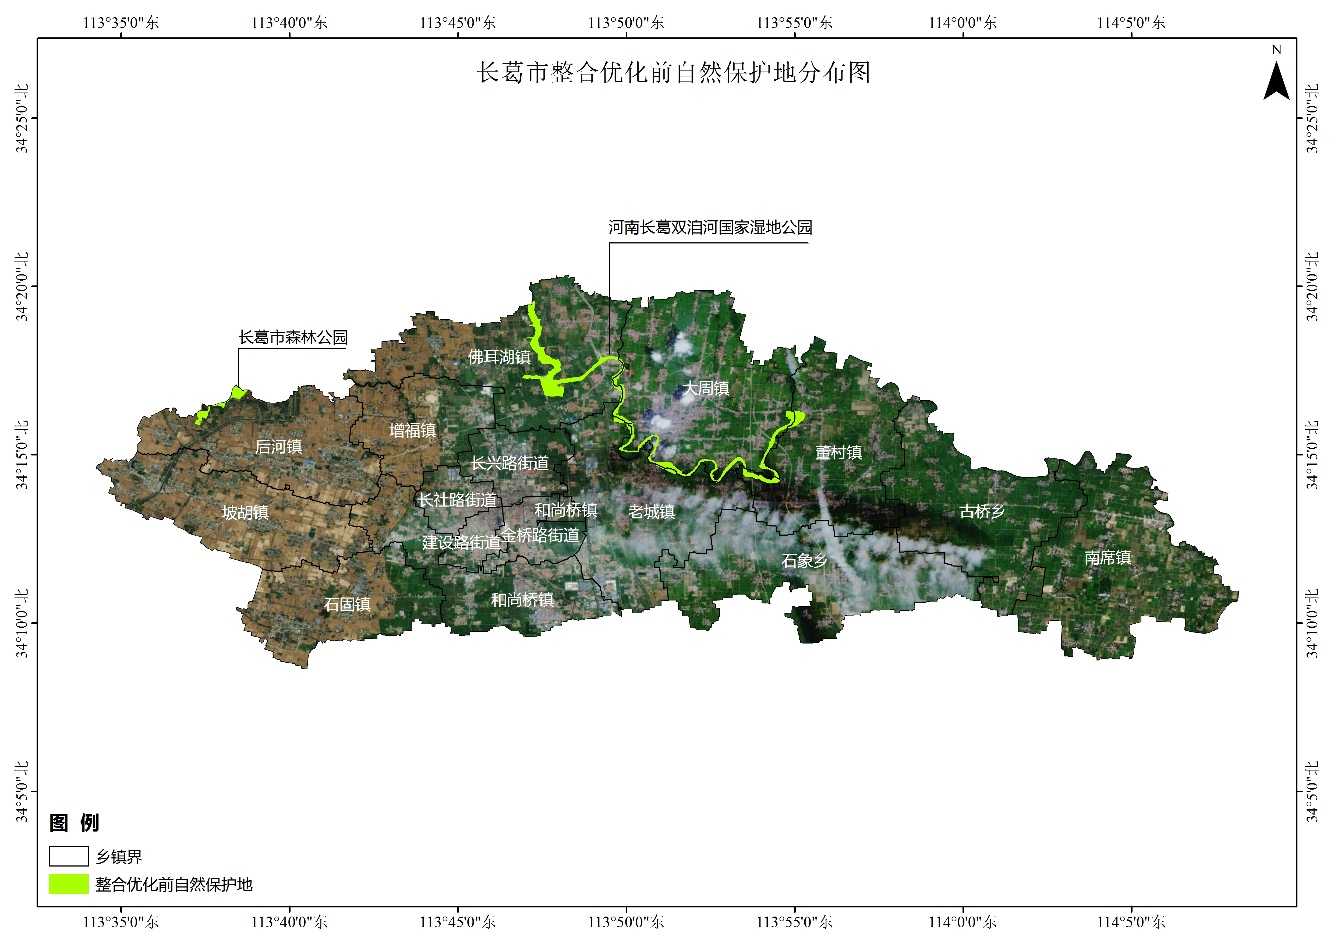 113°35'0"东 113°40'0"东 113°45'0"东 113°50'0"东 113°55'0"东 114°0'0"东 114°5'0"东
N
长葛市整合优化前自然保护地分布图
34°25'0"北 34°25'0"北
河南长葛双洎河国家湿地公园
34°20'0"北 34°20'0"北
长葛市森林公园
佛耳湖镇
大周镇
增福镇
后河镇
董村镇
34°15'0"北 34°15'0"北
长兴路街道
长社路街道
坡胡镇
和尚桥镇
老城镇
古桥乡
金桥路街道
建设路街道
石象乡
南席镇
石固镇
和尚桥镇
34°10'0"北 34°10'0"北
34°5'0"北 34°5'0"北
图 例
乡镇界
整合优化前自然保护地
113°35'0"东 113°40'0"东 113°45'0"东 113°50'0"东 113°55'0"东 114°0'0"东 114°5'0"东